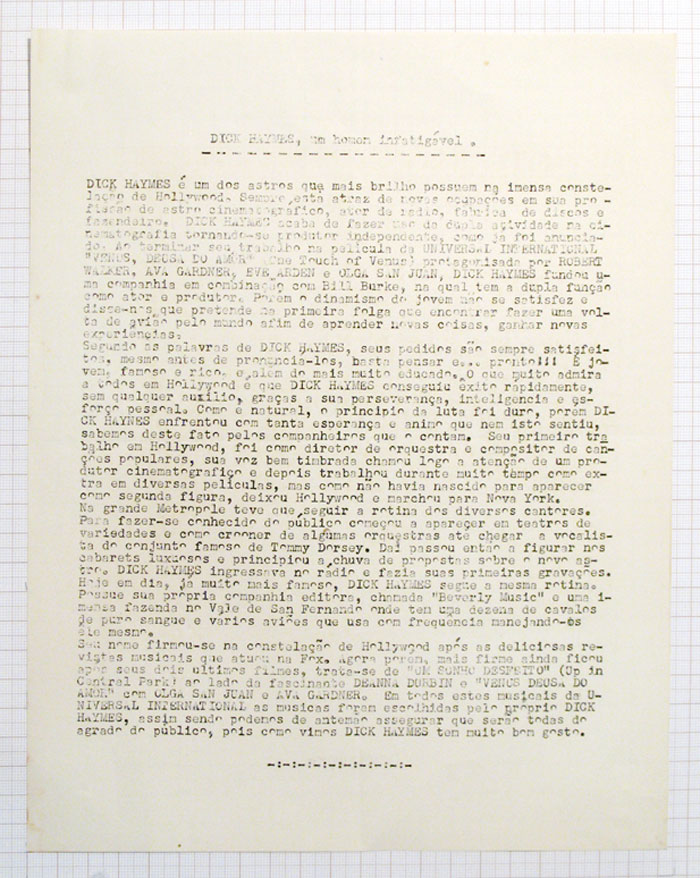 DICK HAYMES, um homem infatigável .
DICK HAYMES é um dos astros que mais brilho possuem na imensa conste-
lação de Hollywood. Sempre esta atraz de novas ocupações em sua pro -
fissão de astro cinematografico, ator de radio, fabrica de discos e
fazendeiro. DICK HAYMES acaba de fazer uso da dupla actividade na ci-
nematografia tornando-se produtor independente, como ja foi anuncia-
do. Ao terminar seu trabalho na pelicula da UNIVERSAL INTERNATIONAL
"VENUS, DEUSA DO AMOR" (One Touch of Venus) protagonizada por ROBERT
WALKER, AVA GARDNER, EVE ARDEN e OLGA SAN JUAN, DICK HAYMES fundou u-
ma companhia em combinação com Bill Burke, na qual tem a dupla função
como ator e produtor. Porem o dinamismo do jovem não se satisfez e
disse-nos que pretende na primeira folga que encontrar fazer uma vol-
ta de avião pelo mundo afim de aprender novas coisas, ganhar novas
experiencias.
Segundo as palavras de DICK HAYMES, seus pedidos são sempre satisfei-
tos, mesmo antes de pronuncia-los, basta pensar e... pronto!!! É jo-
vem, famoso e rico, e além do mais muito educado. O que muito admira
a todos em Hollywood e que DICK HAYMES conseguiu éxito rapidamente,
sem qualquer auxilio, graças a sua perseverança, inteligencia e es-
forço pessoal. Como e natural, o principio da luta foi duro, porem DI-
CK HAYNES enfrentou com tanta esperança e animo que nem isto sentiu,
sabemos deste fato pelos companheiros que o contam. Seu primeiro tra
balho em Hollywood, foi como diretor de orquestra e compositor de can-
ções populares, sua voz bem timbrada chamou logo a atenção de um pro-
dutor cinematografico e depois trabalhou durante muito tempo como ex-
tra em diversas peliculas, mas como não havia nascido para aparecer
como segunda figura, deixou Hollywood e marchou para Nova York.
Na grande Metropole teve que seguir a rotina dos diversos cantores.
Para fazer-se conhecido do público começou a aparecer em teatros de
variedades e como crooner de algumas orquestras ate chegar a vocalis-
ta do conjunto famoso de Tommy Dorsey. Daí passou então a figurar nos
cabarets luxuosos e principiou a chuva de propostas sobre o novo as-
tro. DICK HAYMES ingressava no radio e fazia suas primeiras gravações.
Hoje em dia, ja muito mais famoso, DICK HAYMES segue a mesma rotina.
Possue sua propria companhia editora, chamada "Beverly Music" e uma i-
mensa fazenda no Vale de San Fernando onde tem uma dezena de cavalos
de puro sangue e varios aviões que usa com frequencia manejando-os
ele mesmo.
Seu nome firmou-se na constelação de Hollywood após as deliciosas re-
vistas musicais que atuou na Fox. Agora porem, mais firme ainda ficou
apos seus dois ultimos filmes, trata-se de "UM SONHO DESFEITO" (Up in
Central Park) ao lado da fascinante DEANNA DURBIN e "VENUS DEUSA DO
AMOR" com OLGA SAN JUAN e AVA GARDNER. Em todos estes musicais da U-
NIVERSAL INTERNATIONAL as musicas foram escolhidas pelo proprio DICK
HAYMES, assim sendo podemos de antemao assegurar que serão todas do
agrado do público, pois como vimos DICK HAYMES tem muito bom gosto.
-:-:-:-:-:-:-:-:-:-